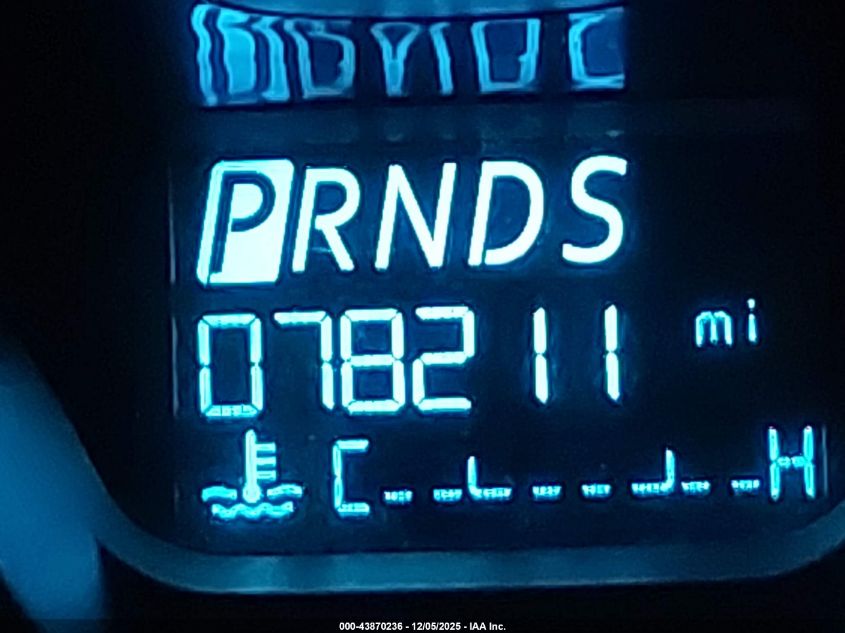 PRNDS
078211 mi
C H
000-43870236 - 12/05/2025 - IAA Inc.